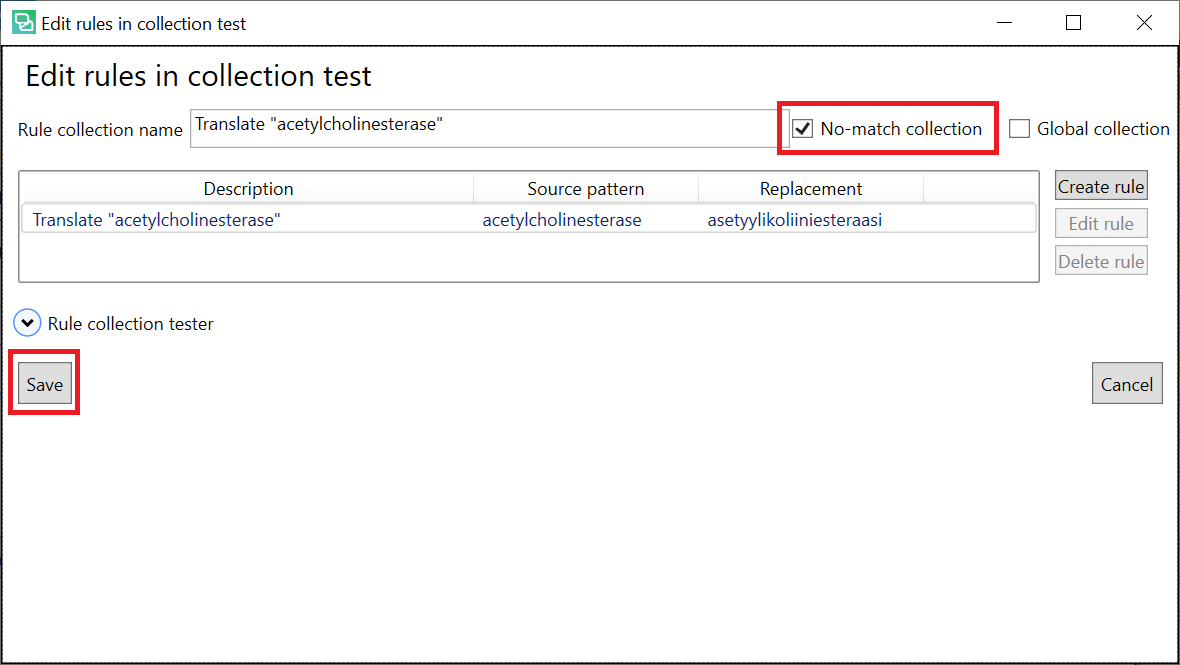 Edit rules in collection test
Edit rules in collection test
Rule collection name Translate "acetylcholinesterase" No-match collection Global collection
Description Source pattern Replacement Create rule
Translate "acetylcholinesterase" acetylcholinesterase asetyylikoliiniesteraasi Edit rule
Delete rule
Rule collection tester
Save Cancel